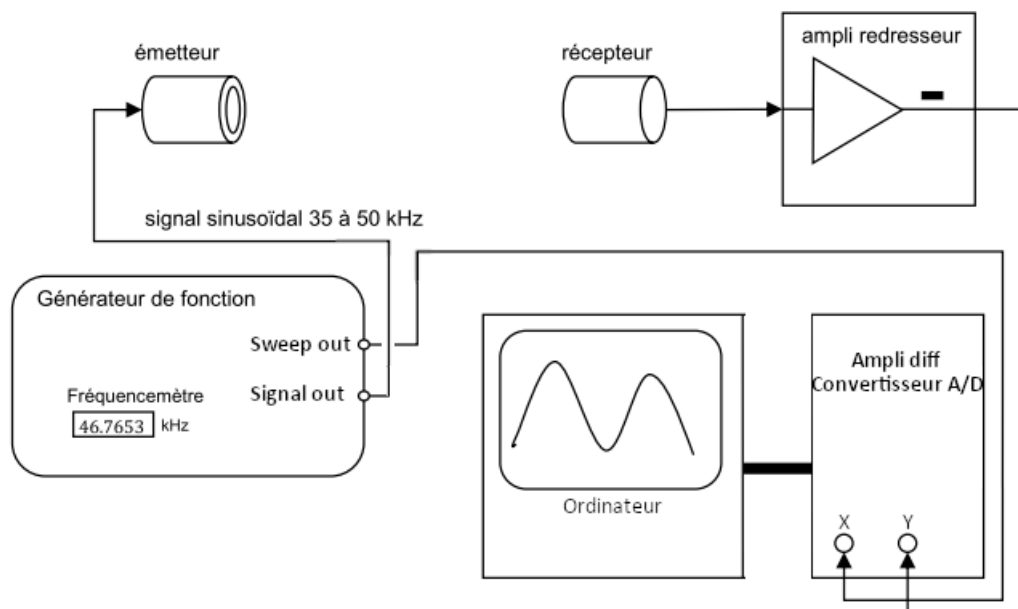 émetteur
récepteur
ampli redresseur
signal sinusoïdal 35 à 50 kHz
Générateur de fonction
Sweep out
Signal out
Fréquencemètre
46.7653 kHz
Ordinateur
Ampli diff
Convertisseur A/D
X Y